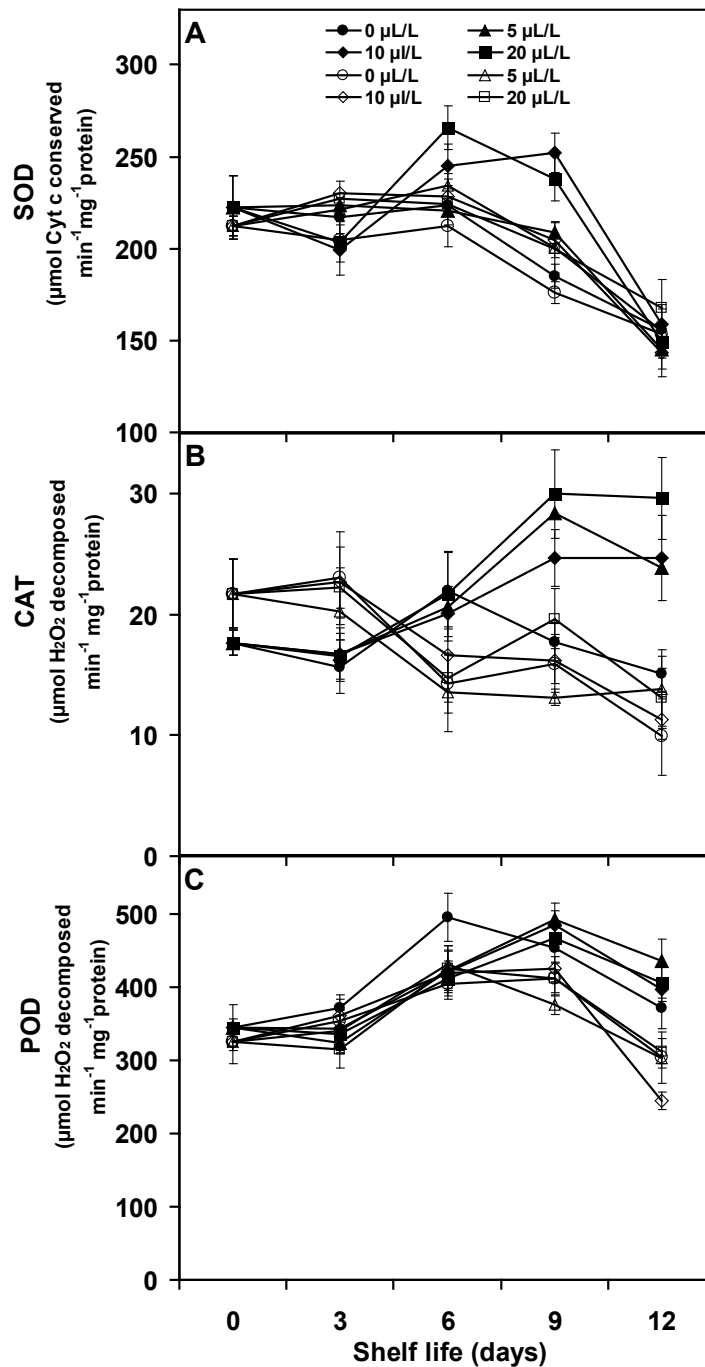 A
0 µL/L 5 µL/L
10 µl/L 20 µL/L
0 µL/L 5 µL/L
10 µl/L 20 µL/L
300
250
200
150
100
SOD
(µmol Cyt c conserved
min⁻¹mg⁻¹protein)
B
30
20
10
0
CAT
(µmol H₂O₂ decomposed
min⁻¹ mg⁻¹protein)
C
500
400
300
200
100
0
POD
(µmol H₂O₂ decomposed
min⁻¹ mg⁻¹protein)
0 3 6 9 12
Shelf life (days)